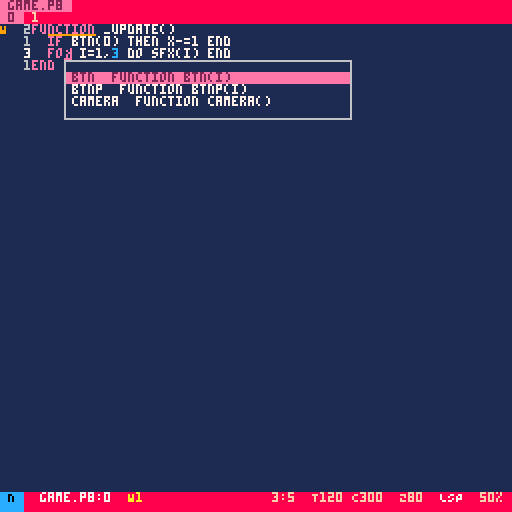 GAME.P8
0 1
W 2FUNCTION _UPDATE()
1 IF BTN(0) THEN X-=1 END
3 FOR I=1,3 DO SFX(I) END
1END
BTN FUNCTION BTN(I)
BTNP FUNCTION BTNP(I)
CAMERA FUNCTION CAMERA()
N GAME.P8:0 W1 3:5 T120 C300 Z80 LSP 50%